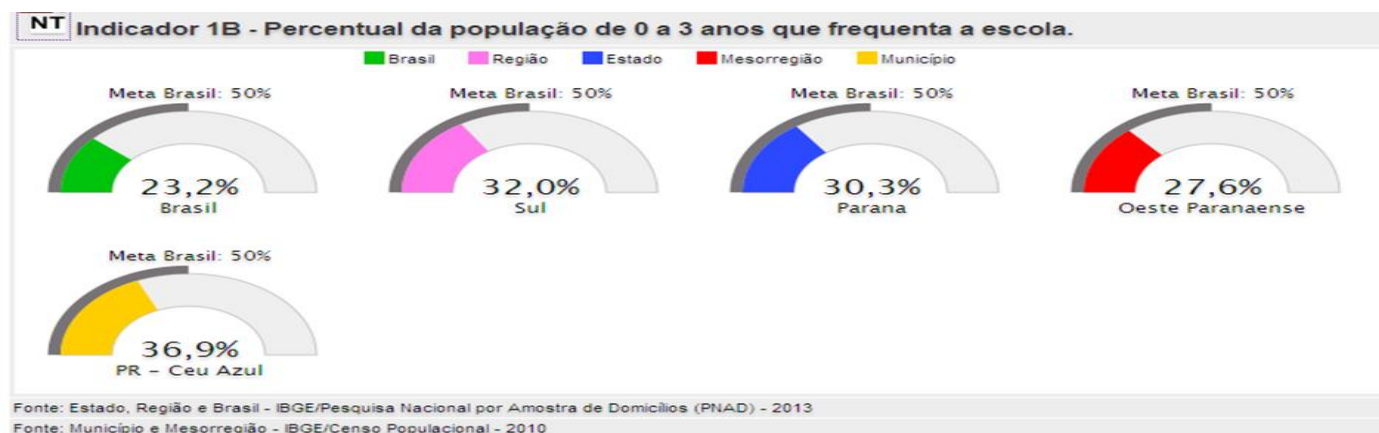 NT Indicador 1B - Percentual da população de 0 a 3 anos que frequenta a escola.
Brasil Região Estado Mesorregião Município
Meta Brasil: 50% Meta Brasil: 50% Meta Brasil: 50% Meta Brasil: 50%
23,2% 32,0% 30,3% 27,6%
Brasil Sul Parana Oeste Paranaense
Meta Brasil: 50%
36,9%
PR - Ceu Azul
Fonte: Estado, Região e Brasil - IBGE/Pesquisa Nacional por Amostra de Domicílios (PNAD) - 2013
Fonte: Município e Mesorregião - IBGE/Censo Populacional - 2010